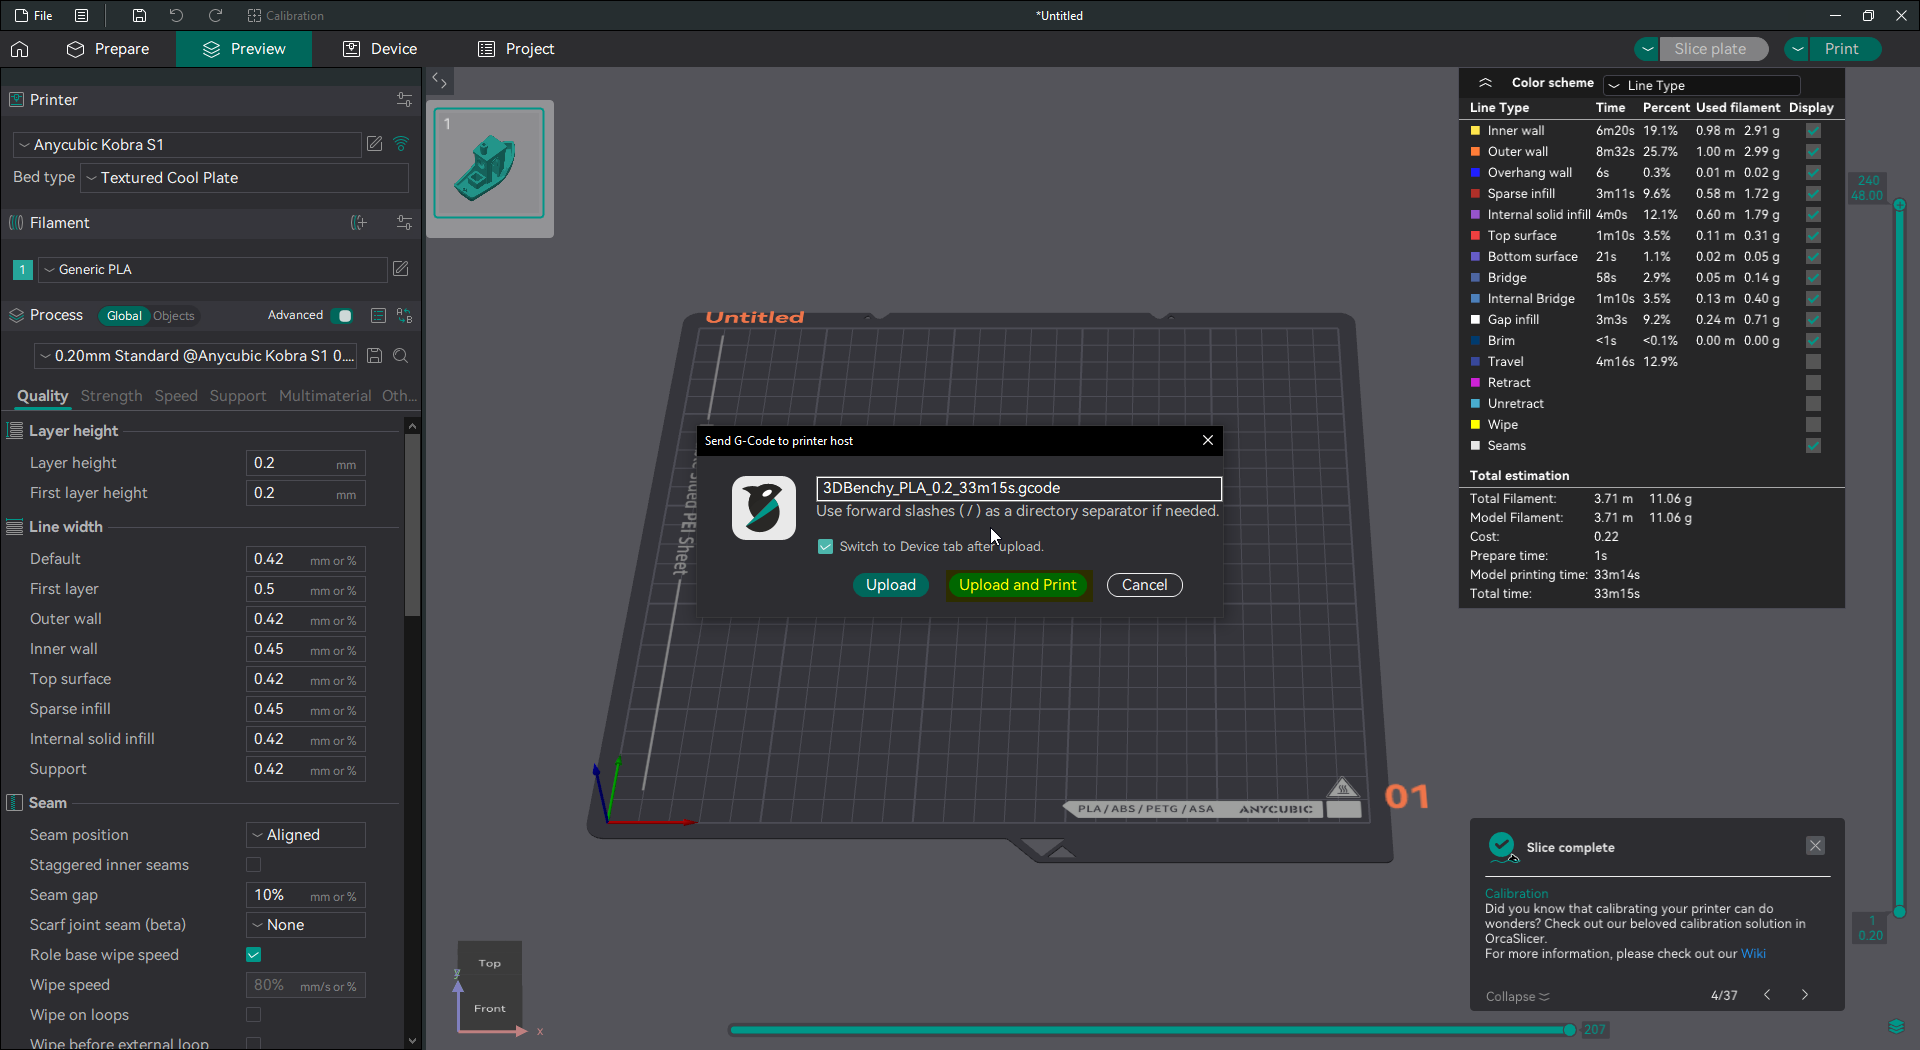 File
Calibration
*Untitled
Prepare
Preview
Device
Project
Slice plate
Print
Printer
Anycubic Kobra S1
Bed type
Textured Cool Plate
Filament
1
Generic PLA
Process
Global
Objects
Advanced
0.20mm Standard @Anycubic Kobra S1 0....
Quality
Strength
Speed
Support
Multimaterial
Oth...
Layer height
Layer height 0.2 mm
First layer height 0.2 mm
Line width
Default 0.42 mm or %
First layer 0.5 mm or %
Outer wall 0.42 mm or %
Inner wall 0.45 mm or %
Top surface 0.42 mm or %
Sparse infill 0.45 mm or %
Internal solid infill 0.42 mm or %
Support 0.42 mm or %
Seam
Seam position Aligned
Staggered inner seams
Seam gap 10% mm or %
Scarf joint seam (beta) None
Role base wipe speed
Wipe speed 80% mm/s or %
Wipe on loops
Wipe before external loop
1
Untitled
PEI Sheet
PLA / ABS / PETG / ASA
ANYCUBIC
01
Send G-Code to printer host
3DBenchy_PLA_0.2_33m15s.gcode
Use forward slashes ( / ) as a directory separator if needed.
Switch to Device tab after upload.
Upload
Upload and Print
Cancel
Color scheme Line Type
Line Type Time Percent Used filament Display
Inner wall 6m20s 19.1% 0.98 m 2.91 g
Outer wall 8m32s 25.7% 1.00 m 2.99 g
Overhang wall 6s 0.3% 0.01 m 0.02 g
Sparse infill 3m11s 9.6% 0.58 m 1.72 g
Internal solid infill 4m0s 12.1% 0.60 m 1.79 g
Top surface 1m10s 3.5% 0.11 m 0.31 g
Bottom surface 21s 1.1% 0.02 m 0.05 g
Bridge 58s 2.9% 0.05 m 0.14 g
Internal Bridge 1m10s 3.5% 0.13 m 0.40 g
Gap infill 3m3s 9.2% 0.24 m 0.71 g
Brim <1s <0.1% 0.00 m 0.00 g
Travel 4m16s 12.9%
Retract
Unretract
Wipe
Seams
Total estimation
Total Filament: 3.71 m 11.06 g
Model Filament: 3.71 m 11.06 g
Cost: 0.22
Prepare time: 1s
Model printing time: 33m14s
Total time: 33m15s
240
48.00
1
0.20
Slice complete
Calibration
Did you know that calibrating your printer can do
wonders? Check out our beloved calibration solution in
OrcaSlicer.
For more information, please check out our Wiki
Collapse
4/37
Top
Front
y
x
207